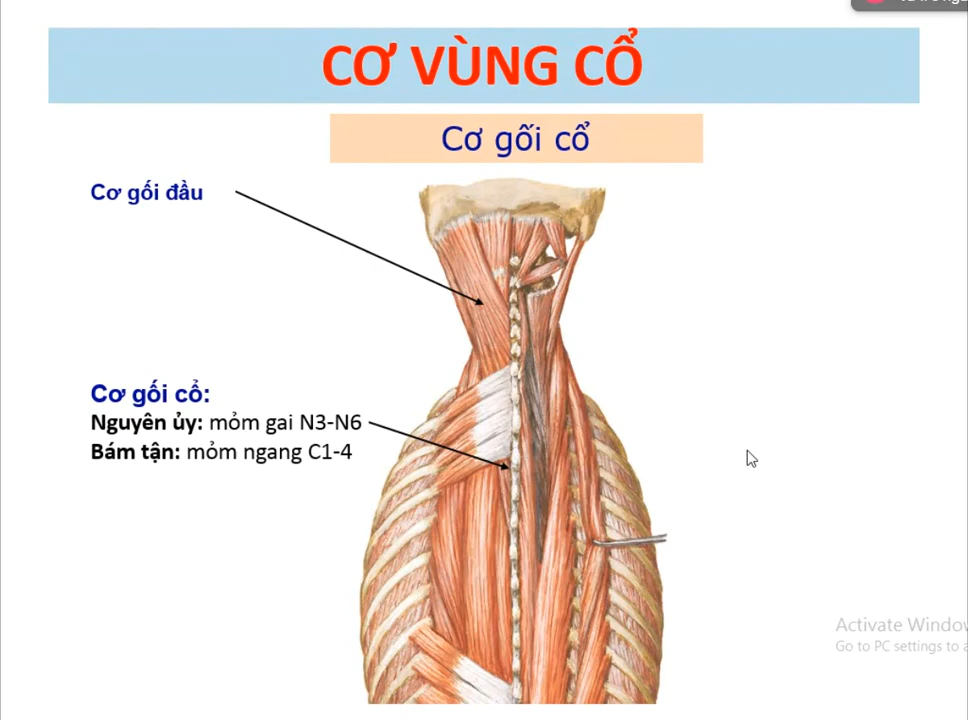 CƠ VÙNG CỔ
Cơ gối cổ
Cơ gối đầu
Cơ gối cổ:
Nguyên ủy: mỏm gai N3-N6
Bám tận: mỏm ngang C1-4
Activate Window
Go to PC settings to a